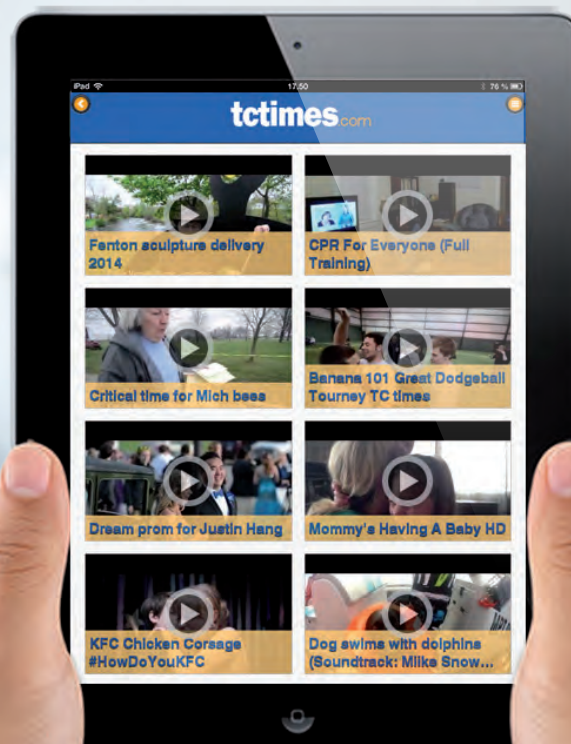 iPad 17.50 76 %
tctimes.com
Fenton sculpture delivery
2014
CPR For Everyone (Full
Training)
Critical time for Mich bees
Banana 101 Great Dodgeball
Tourney TC times
Dream prom for Justin Hang
Mommy's Having A Baby HD
KFC Chicken Corsage
#HowDoYouKFC
Dog swims with dolphins
(Soundtrack: Miike Snow...